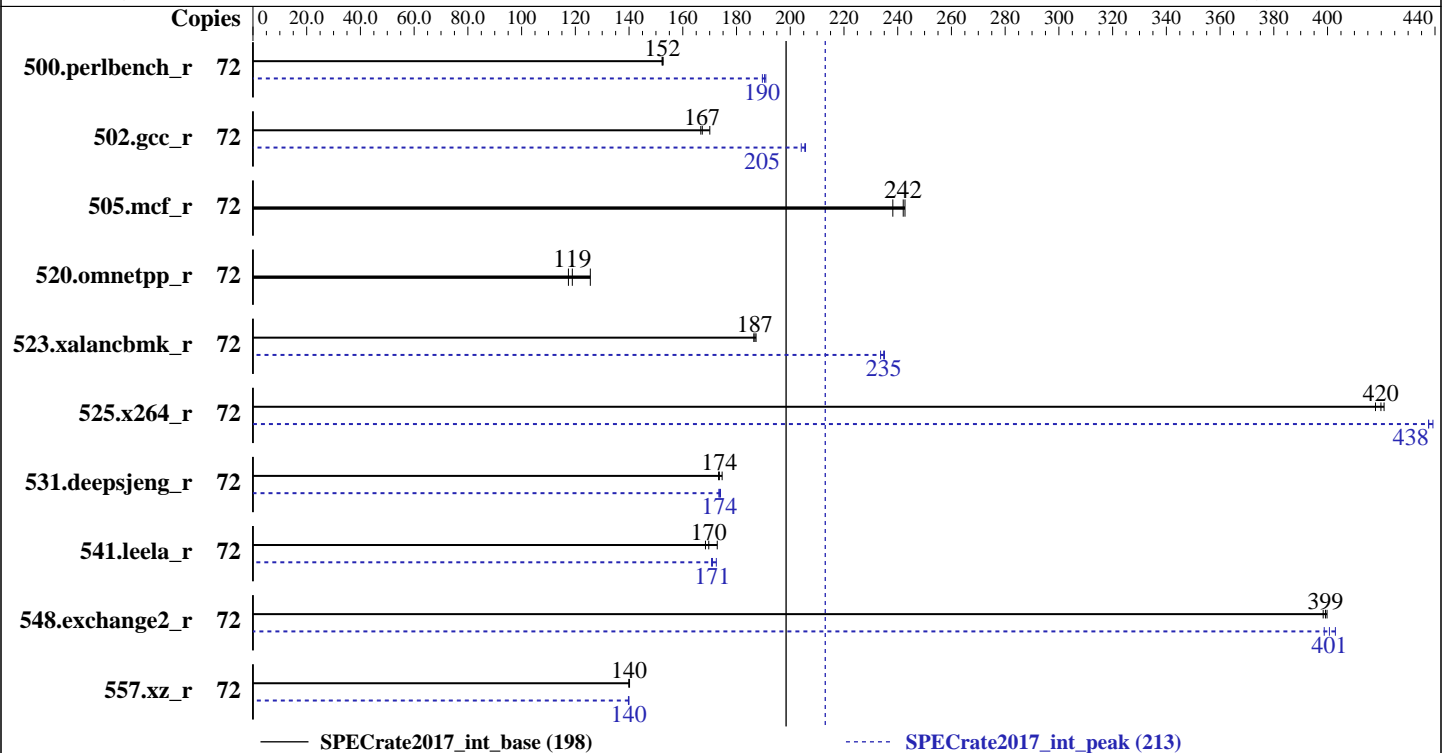 Copies 0 20.0 40.0 60.0 80.0 100 120 140 160 180 200 220 240 260 280 300 320 340 360 380 400 440
152
500.perlbench_r 72
190
167
502.gcc_r 72
205
242
505.mcf_r 72
119
520.omnetpp_r 72
187
523.xalancbmk_r 72
235
420
525.x264_r 72
438
174
531.deepsjeng_r 72
174
170
541.leela_r 72
171
399
548.exchange2_r 72
401
140
557.xz_r 72
140
SPECrate2017_int_base (198) SPECrate2017_int_peak (213)